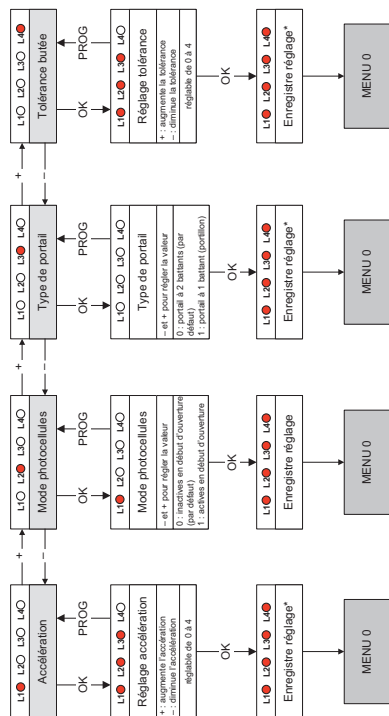 L1 L2 L3 L4
Accélération
+
–
OK
PROG
L1 L2 L3 L4
Réglage accélération
+ : augmente l'accération
– : diminue l'accélération
réglable de 0 à 4
OK
L1 L2 L3 L4
Enregistre réglage*
MENU 0
L1 L2 L3 L4
Mode photocellules
+
–
OK
PROG
L1 L2 L3 L4
Mode photocellules
– et + pour régler la valeur
0 : inactives en début d'ouverture
(par défaut)
1 : actives en début d'ouverture
OK
L1 L2 L3 L4
Enregistre réglage
MENU 0
L1 L2 L3 L4
Type de portail
+
–
OK
PROG
L1 L2 L3 L4
Type de portail
– et + pour régler la valeur
0 : portail à 2 battants (par
défaut)
1 : portail à 1 battant (portillon)
OK
L1 L2 L3 L4
Enregistre réglage*
MENU 0
L1 L2 L3 L4
Tolérance butée
OK
PROG
L1 L2 L3 L4
Réglage tolérance
+ : augmente la tolérance
– : diminue la tolérance
réglable de 0 à 4
OK
L1 L2 L3 L4
Enregistre réglage*
MENU 0